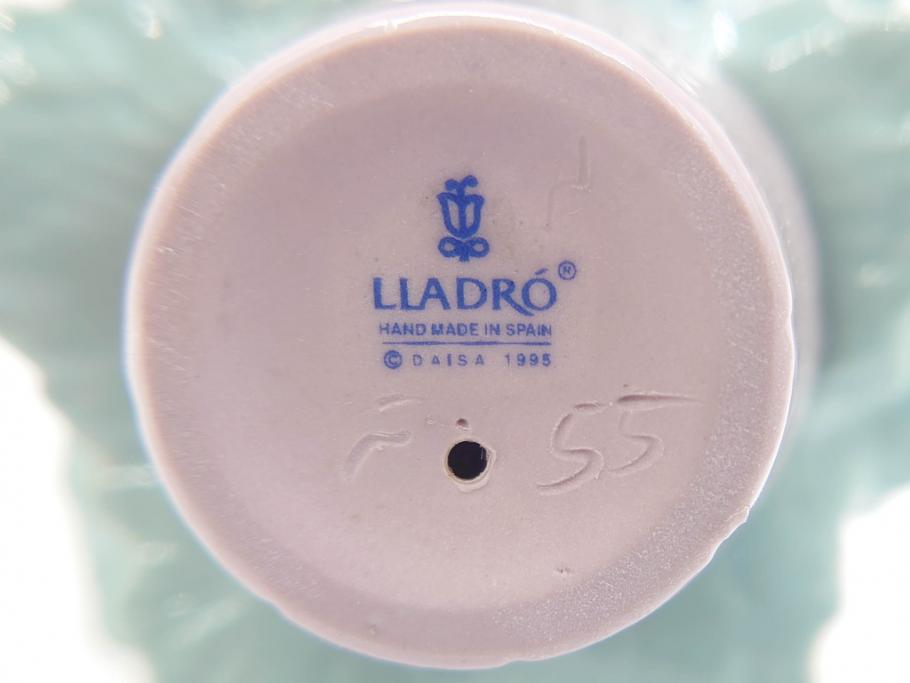 LLADRÓ®
HAND MADE IN SPAIN
© DAISA 1995
55